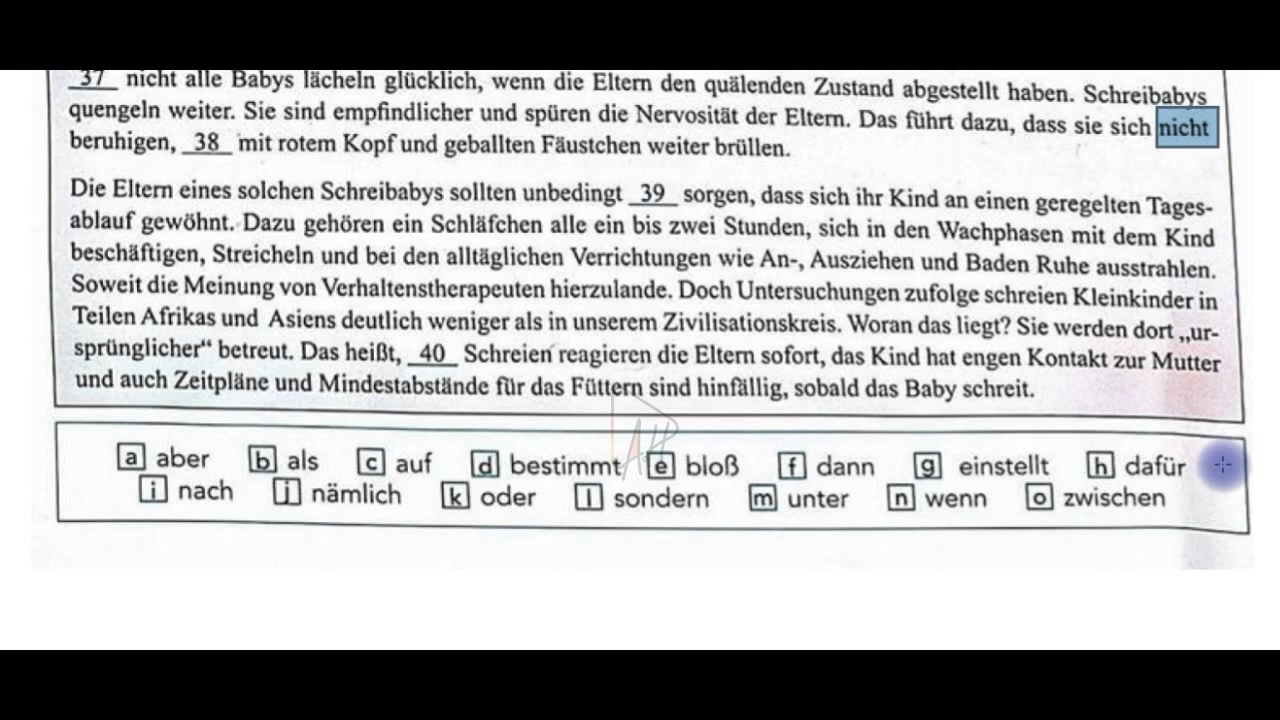 37 nicht alle Babys lächeln glücklich, wenn die Eltern den quälenden Zustand abgestellt haben. Schreibabys
quengeln weiter. Sie sind empfindlicher und spüren die Nervosität der Eltern. Das führt dazu, dass sie sich nicht
beruhigen, 38 mit rotem Kopf und geballten Fäustchen weiter brüllen.
Die Eltern eines solchen Schreibabys sollten unbedingt 39 sorgen, dass sich ihr Kind an einen geregelten Tages-
ablauf gewöhnt. Dazu gehören ein Schläfchen alle ein bis zwei Stunden, sich in den Wachphasen mit dem Kind
beschäftigen, Streicheln und bei den alltäglichen Verrichtungen wie An-, Ausziehen und Baden Ruhe ausstrahlen.
Soweit die Meinung von Verhaltenstherapeuten hierzulande. Doch Untersuchungen zufolge schreien Kleinkinder in
Teilen Afrikas und Asiens deutlich weniger als in unserem Zivilisationskreis. Woran das liegt? Sie werden dort „ur-
sprünglicher“ betreut. Das heißt, 40 Schreien reagieren die Eltern sofort, das Kind hat engen Kontakt zur Mutter
und auch Zeitpläne und Mindestabstände für das Füttern sind hinfällig, sobald das Baby schreit.
a aber b als c auf d bestimmt e bloß f dann g einstellt h dafür
i nach j nämlich k oder l sondern m unter n wenn o zwischen